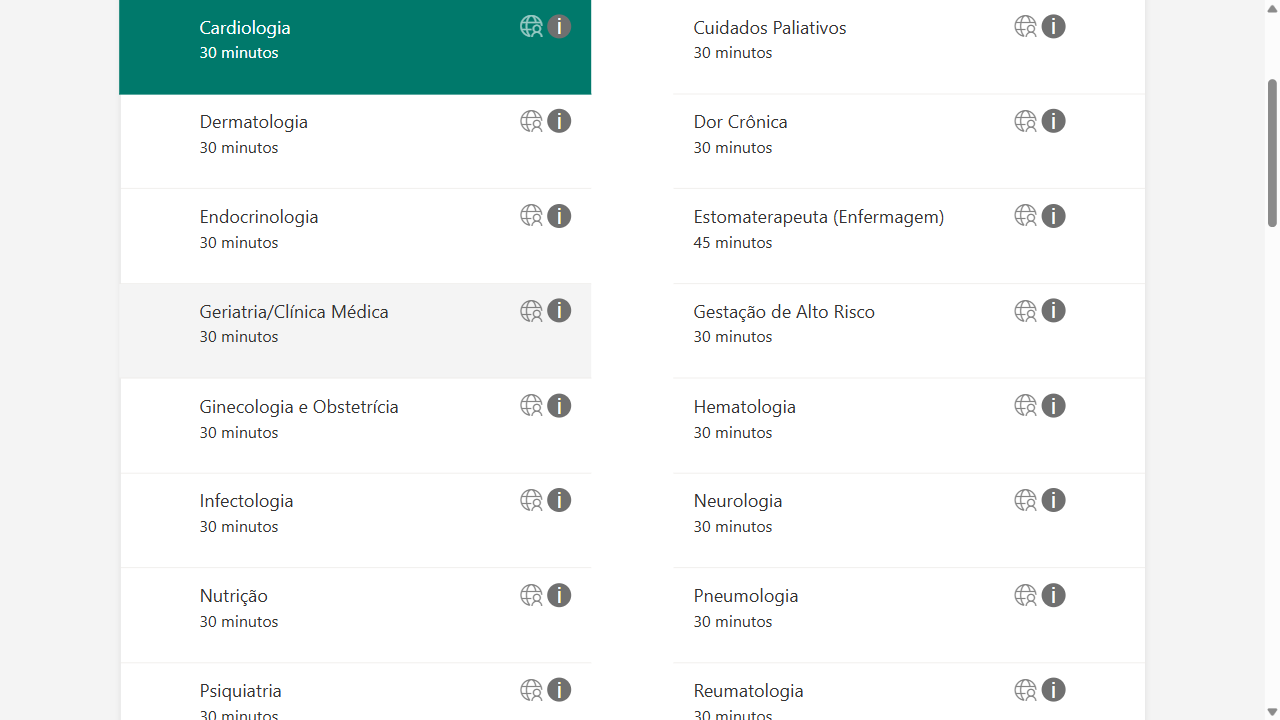 Cardiologia
30 minutos
Cuidados Paliativos
30 minutos
Dermatologia
30 minutos
Dor Crônica
30 minutos
Endocrinologia
30 minutos
Estomaterapeuta (Enfermagem)
45 minutos
Geriatria/Clínica Médica
30 minutos
Gestação de Alto Risco
30 minutos
Ginecologia e Obstetrícia
30 minutos
Hematologia
30 minutos
Infectologia
30 minutos
Neurologia
30 minutos
Nutrição
30 minutos
Pneumologia
30 minutos
Psiquiatria
30 minutos
Reumatologia
30 minutos